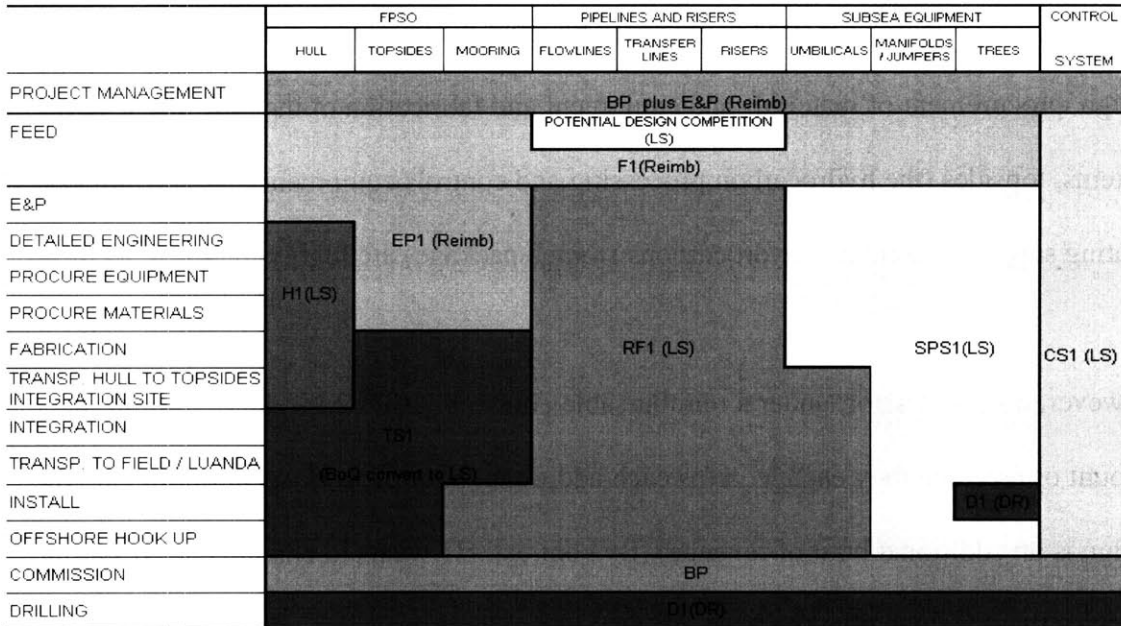 FPSO PIPELINES AND RISERS SUBSEA EQUIPMENT CONTROL SYSTEM
HULL TOPSIDES MOORING FLOWLINES TRANSFER LINES RISERS UMBILICALS MANIFOLDS / JUMPERS TREES
PROJECT MANAGEMENT
BP plus E&P (Reimb)
FEED
POTENTIAL DESIGN COMPETITION
(LS)
F1(Reimb)
E&P
DETAILED ENGINEERING
EP1 (Reimb)
PROCURE EQUIPMENT
H1(LS)
PROCURE MATERIALS
FABRICATION
RF1 (LS)
SPS1(LS)
CS1 (LS)
TRANSP. HULL TO TOPSIDES
INTEGRATION SITE
INTEGRATION
TS1
TRANSP. TO FIELD / LUANDA
(BoQ convert to LS)
INSTALL
D1 (DR)
OFFSHORE HOOK UP
COMMISSION
BP
DRILLING
D1(DR)